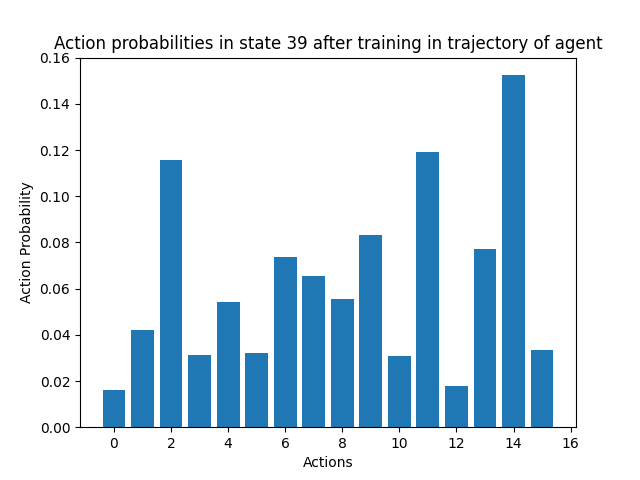 Action probabilities in state 39 after training in trajectory of agent
0.16
0.14
0.12
0.10
0.08
0.06
0.04
0.02
0.00
Action Probability
0 2 4 6 8 10 12 14 16
Actions